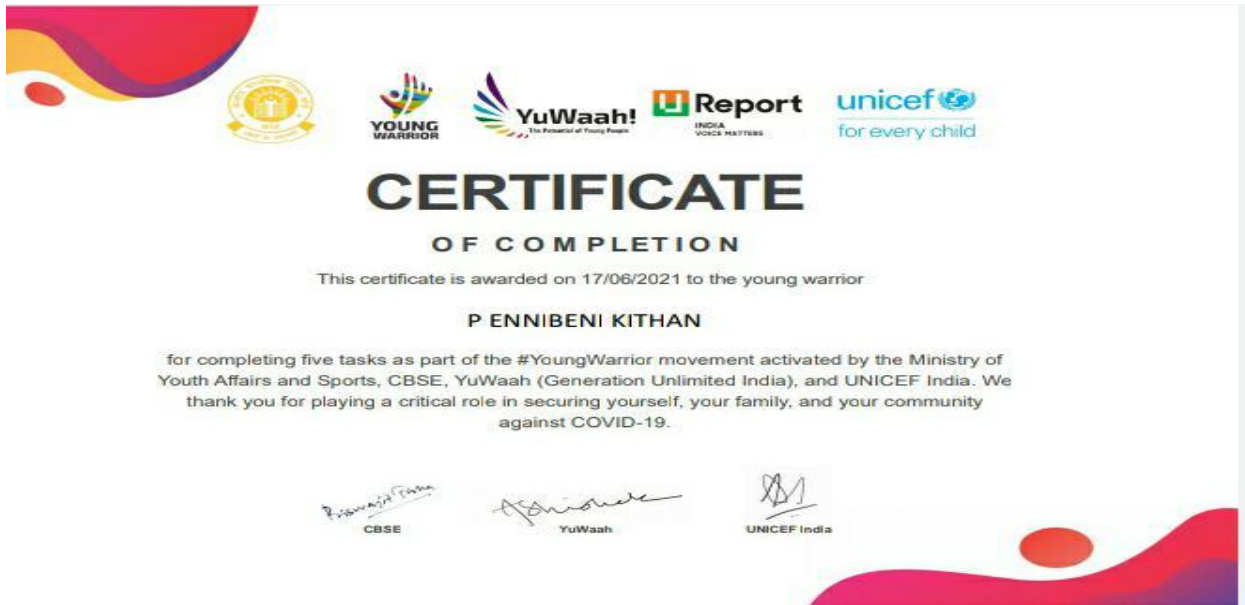 YOUNG
WARRIOR
YuWaah!
The Potential of Young People
U Report
INDIA
VOICE MATTERS
unicef
for every child
CERTIFICATE
OF COMPLETION
This certificate is awarded on 17/06/2021 to the young warrior
P ENNIBENI KITHAN
for completing five tasks as part of the #YoungWarrior movement activated by the Ministry of
Youth Affairs and Sports, CBSE, YuWaah (Generation Unlimited India), and UNICEF India. We
thank you for playing a critical role in securing yourself, your family, and your community
against COVID-19.
CBSE
YuWaah
UNICEF India